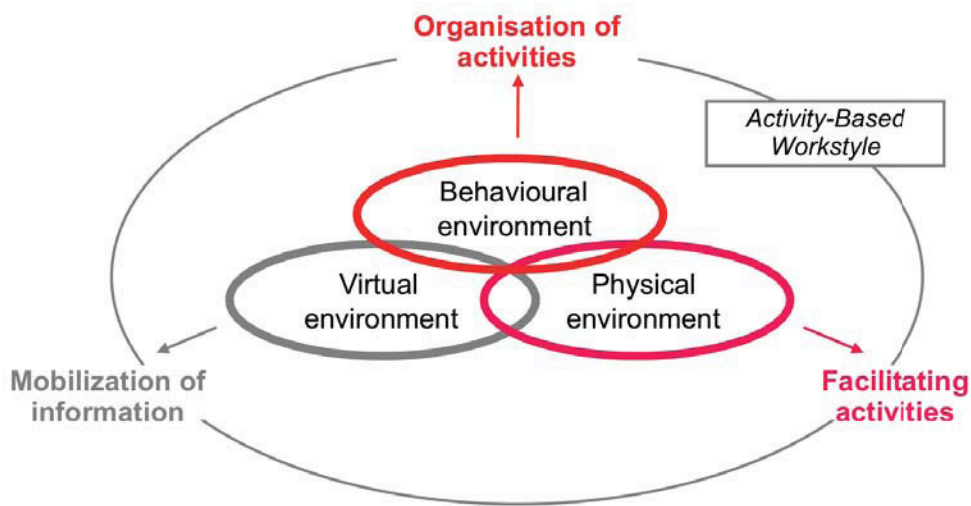 Organisation of
activities
Activity-Based
Workstyle
Behavioural
environment
Virtual
environment
Physical
environment
Mobilization of
information
Facilitating
activities